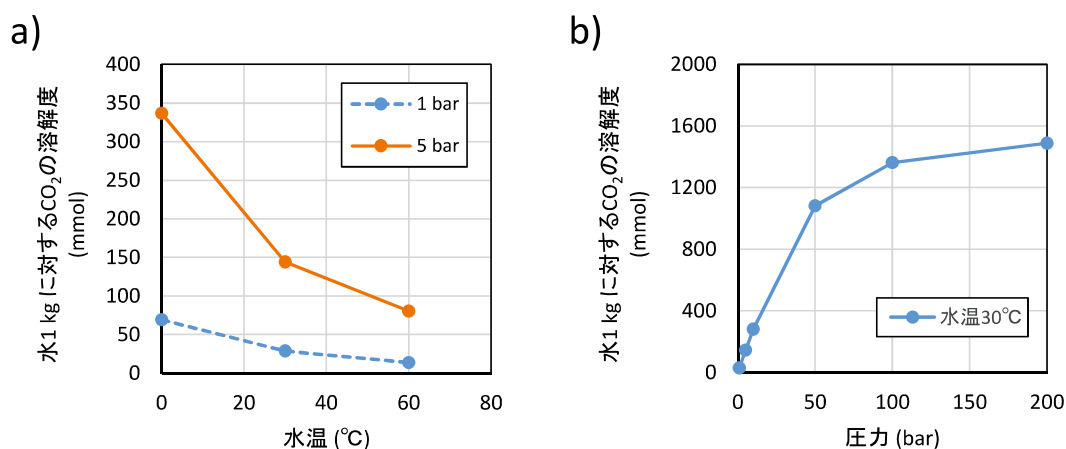 a)
水1 kg に対するCO₂の溶解度
(mmol)
400
350
300
250
200
150
100
50
0
1 bar
5 bar
0 20 40 60 80
水温 (℃)
b)
水1 kg に対するCO₂の溶解度
(mmol)
2000
1600
1200
800
400
0
水温30℃
0 50 100 150 200
圧力 (bar)